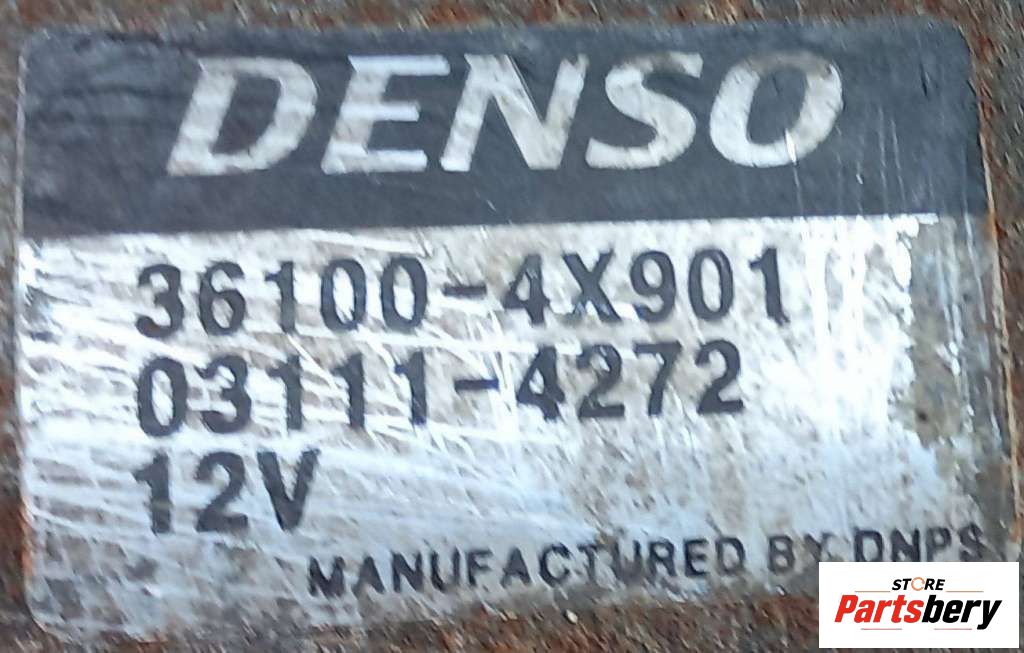 DENSO
36100-4X901
03111-4272
12V
MANUFACTURED BY DNPS
STORE
Partsbery